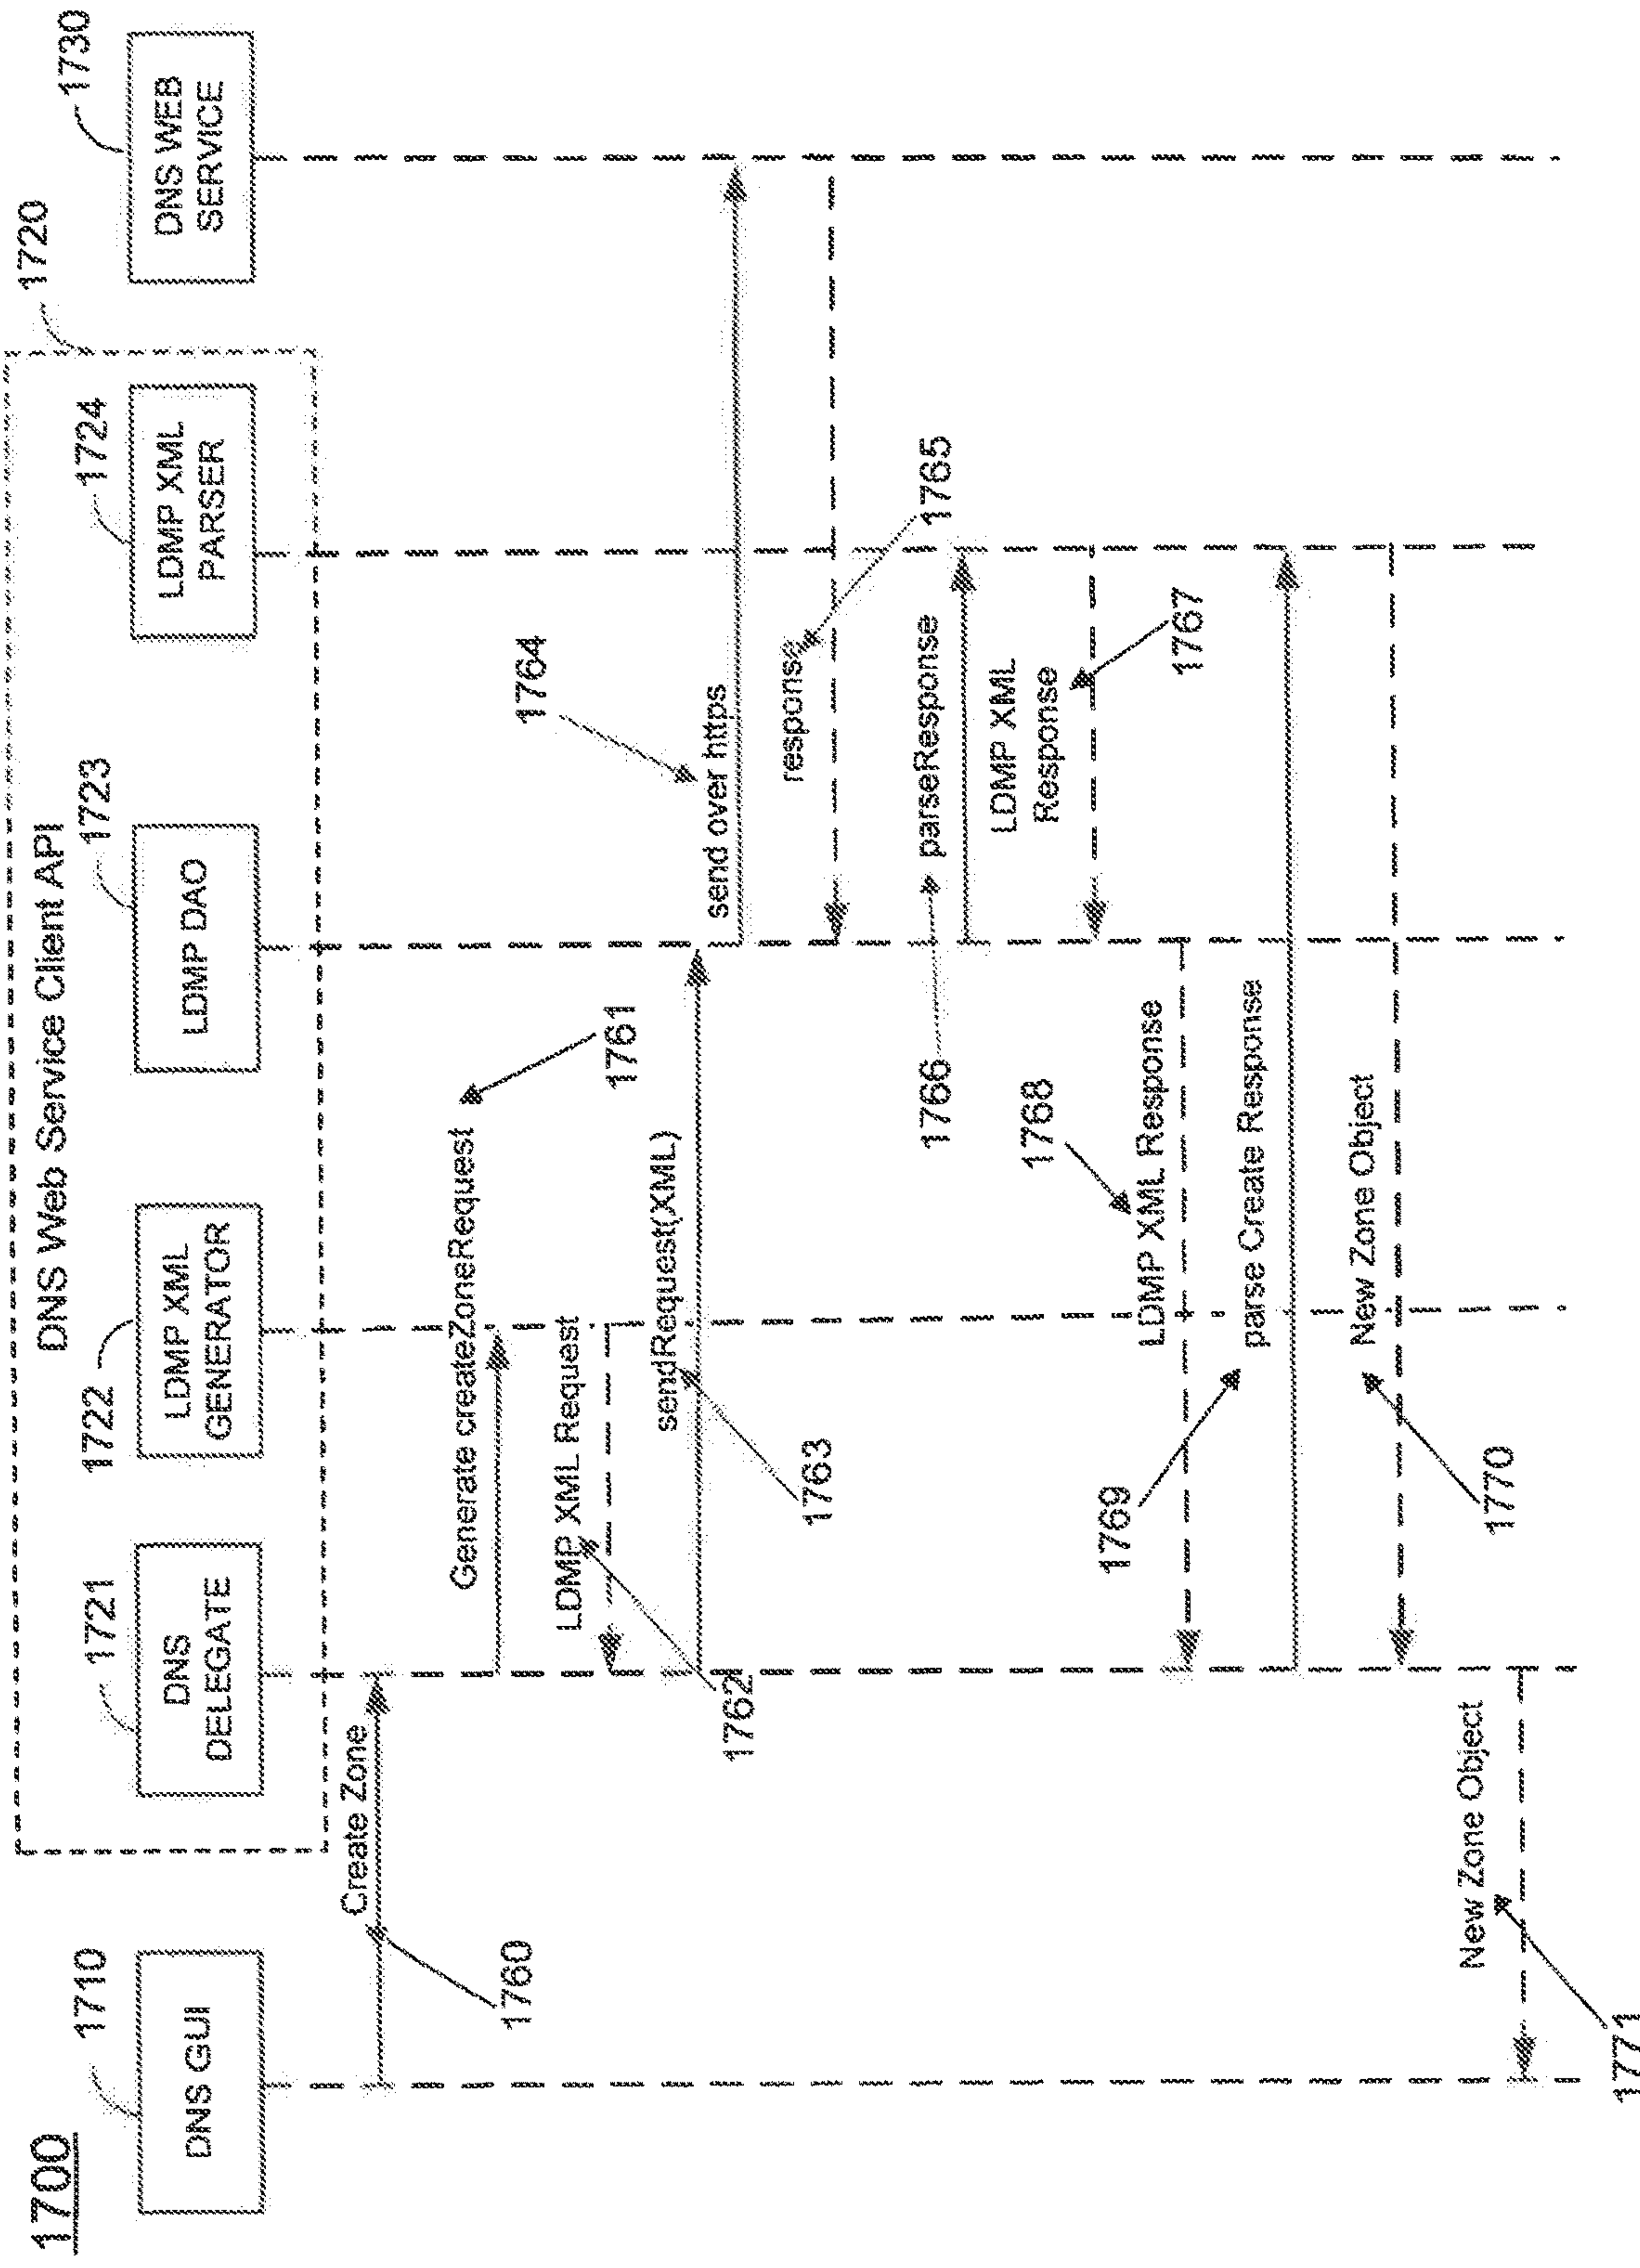 1700
DNS Web Service Client API
1720
1710
1721
1722
1723
1724
1730
DNS GUI
DNS
DELEGATE
LDMP XML
GENERATOR
LDMP DAO
LDMP XML
PARSER
DNS WEB
SERVICE
Create Zone
1760
Generate createZoneRequest
1761
LDMP XML Request
1762
sendRequest(XML)
1763
send over https
1764
response
1765
parseResponse
1766
LDMP XML
Response
1767
LDMP XML Response
1768
parse Create Response
1769
New Zone Object
1770
New Zone Object
1771